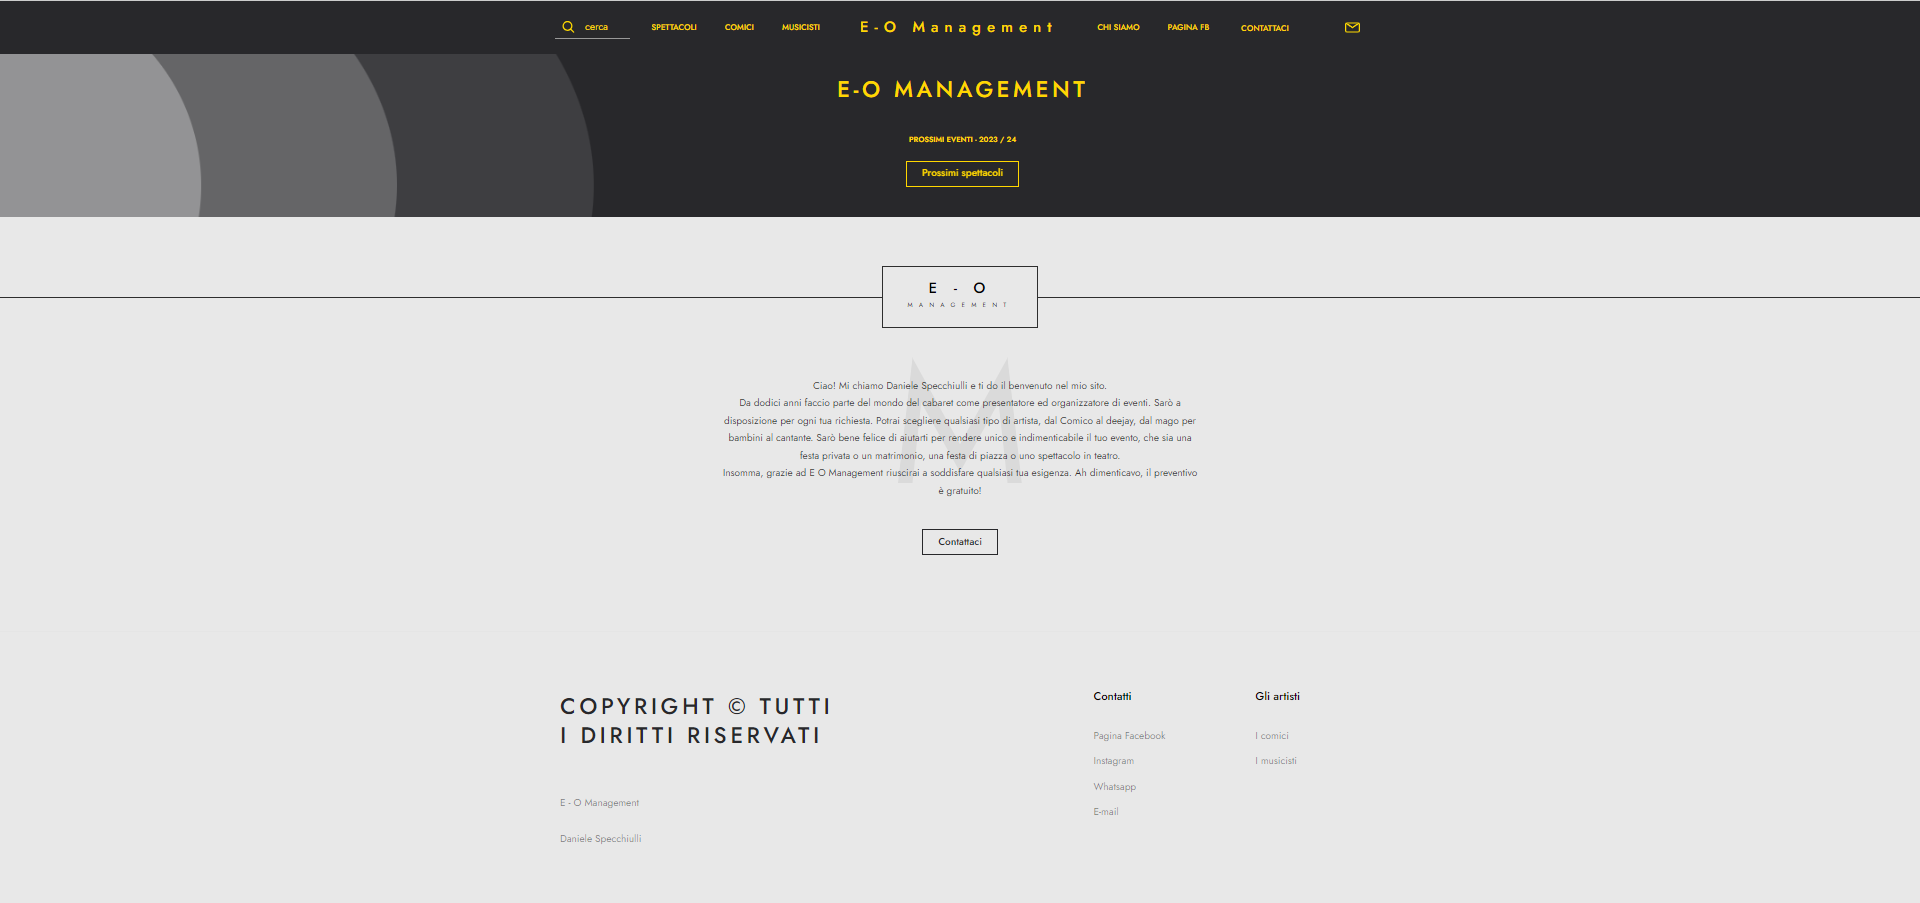 cerca
SPETTACOLI
COMICI
MUSICISTI
E-O Management
CHI SIAMO
PAGINA FB
CONTATTACI
E-O MANAGEMENT
PROSSIMI EVENTI - 2023 / 24
Prossimi spettacoli
E - O
MANAGEMENT
M
Ciao! Mi chiamo Daniele Specchiulli e ti do il benvenuto nel mio sito.
Da dodici anni faccio parte del mondo del cabaret come presentatore ed organizzatore di eventi. Sarò a
disposizione per ogni tua richiesta. Potrai scegliere qualsiasi tipo di artista, dal Comico al deejay, dal mago per
bambini al cantante. Sarò bene felice di aiutarti per rendere unico e indimenticabile il tuo evento, che sia una
festa privata o un matrimonio, una festa di piazza o uno spettacolo in teatro.
Insomma, grazie ad E O Management riuscirai a soddisfare qualsiasi tua esigenza. Ah dimenticavo, il preventivo
è gratuito!
Contattaci
COPYRIGHT © TUTTI
I DIRITTI RISERVATI
E - O Management
Daniele Specchiulli
Contatti
Pagina Facebook
Instagram
Whatsapp
E-mail
Gli artisti
I comici
I musicisti